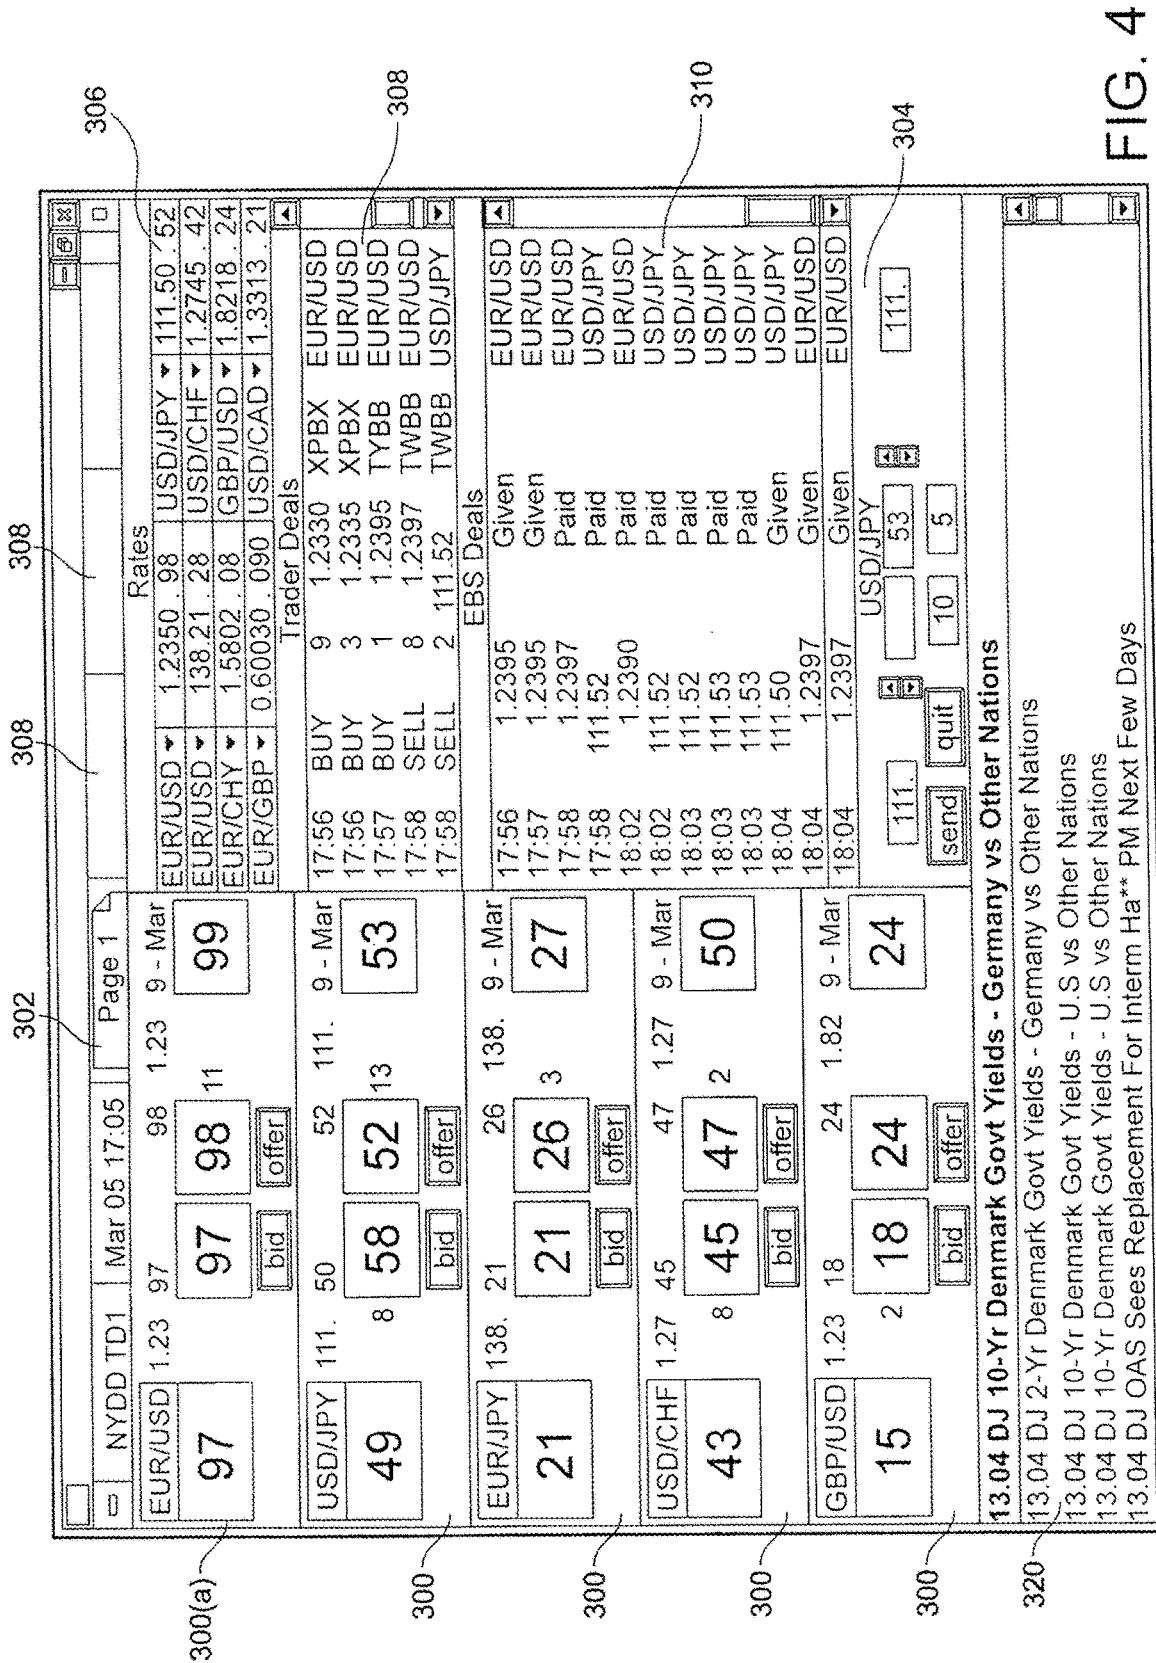 308 308
302
NYDD TD1 Mar 05 17:05 Page 1
EUR/USD 1.23 97 98 1.23 9 - Mar
97 97 98 11 99
bid offer
USD/JPY 111. 50 52 111. 9 - Mar
49 8 58 52 13 53
bid offer
EUR/JPY 138. 21 26 138. 9 - Mar
21 21 26 3 27
bid offer
USD/CHF 1.27 45 47 1.27 9 - Mar
43 8 45 47 2 50
bid offer
GBP/USD 1.23 18 24 1.82 9 - Mar
15 2 18 24 24
bid offer
Rates
EUR/USD 1.2350 . 98 USD/JPY 111.50 . 52
EUR/USD 138.21 . 28 USD/CHF 1.2745 . 42
EUR/CHY 1.5802 . 08 GBP/USD 1.8218 . 24
EUR/GBP 0.60030 . 090 USD/CAD 1.3313 . 21
Trader Deals
17:56 BUY 9 1.2330 XPBX EUR/USD
17:56 BUY 3 1.2335 XPBX EUR/USD
17:57 BUY 1 1.2395 TYBB EUR/USD
17:58 SELL 8 1.2397 TWBB EUR/USD
17:58 SELL 2 111.52 TWBB USD/JPY
EBS Deals
17:56 1.2395 Given EUR/USD
17:57 1.2395 Given EUR/USD
17:58 1.2397 Paid EUR/USD
17:58 111.52 Paid USD/JPY
18:02 1.2390 Paid EUR/USD
18:02 111.52 Paid USD/JPY
18:03 111.52 Paid USD/JPY
18:03 111.53 Paid USD/JPY
18:03 111.53 Paid USD/JPY
18:04 111.50 Given USD/JPY
18:04 1.2397 Given EUR/USD
18:04 1.2397 Given EUR/USD
USD/JPY
111. 53 111.
send quit 10 5
13.04 DJ 10-Yr Denmark Govt Yields - Germany vs Other Nations
13.04 DJ 2-Yr Denmark Govt Yields - Germany vs Other Nations
13.04 DJ 10-Yr Denmark Govt Yields - U.S vs Other Nations
13.04 DJ 10-Yr Denmark Govt Yields - U.S vs Other Nations
13.04 DJ OAS Sees Replacement For Interm Ha** PM Next Few Days
300(a)
300
300
300
300
320
306
308
310
304
FIG. 4